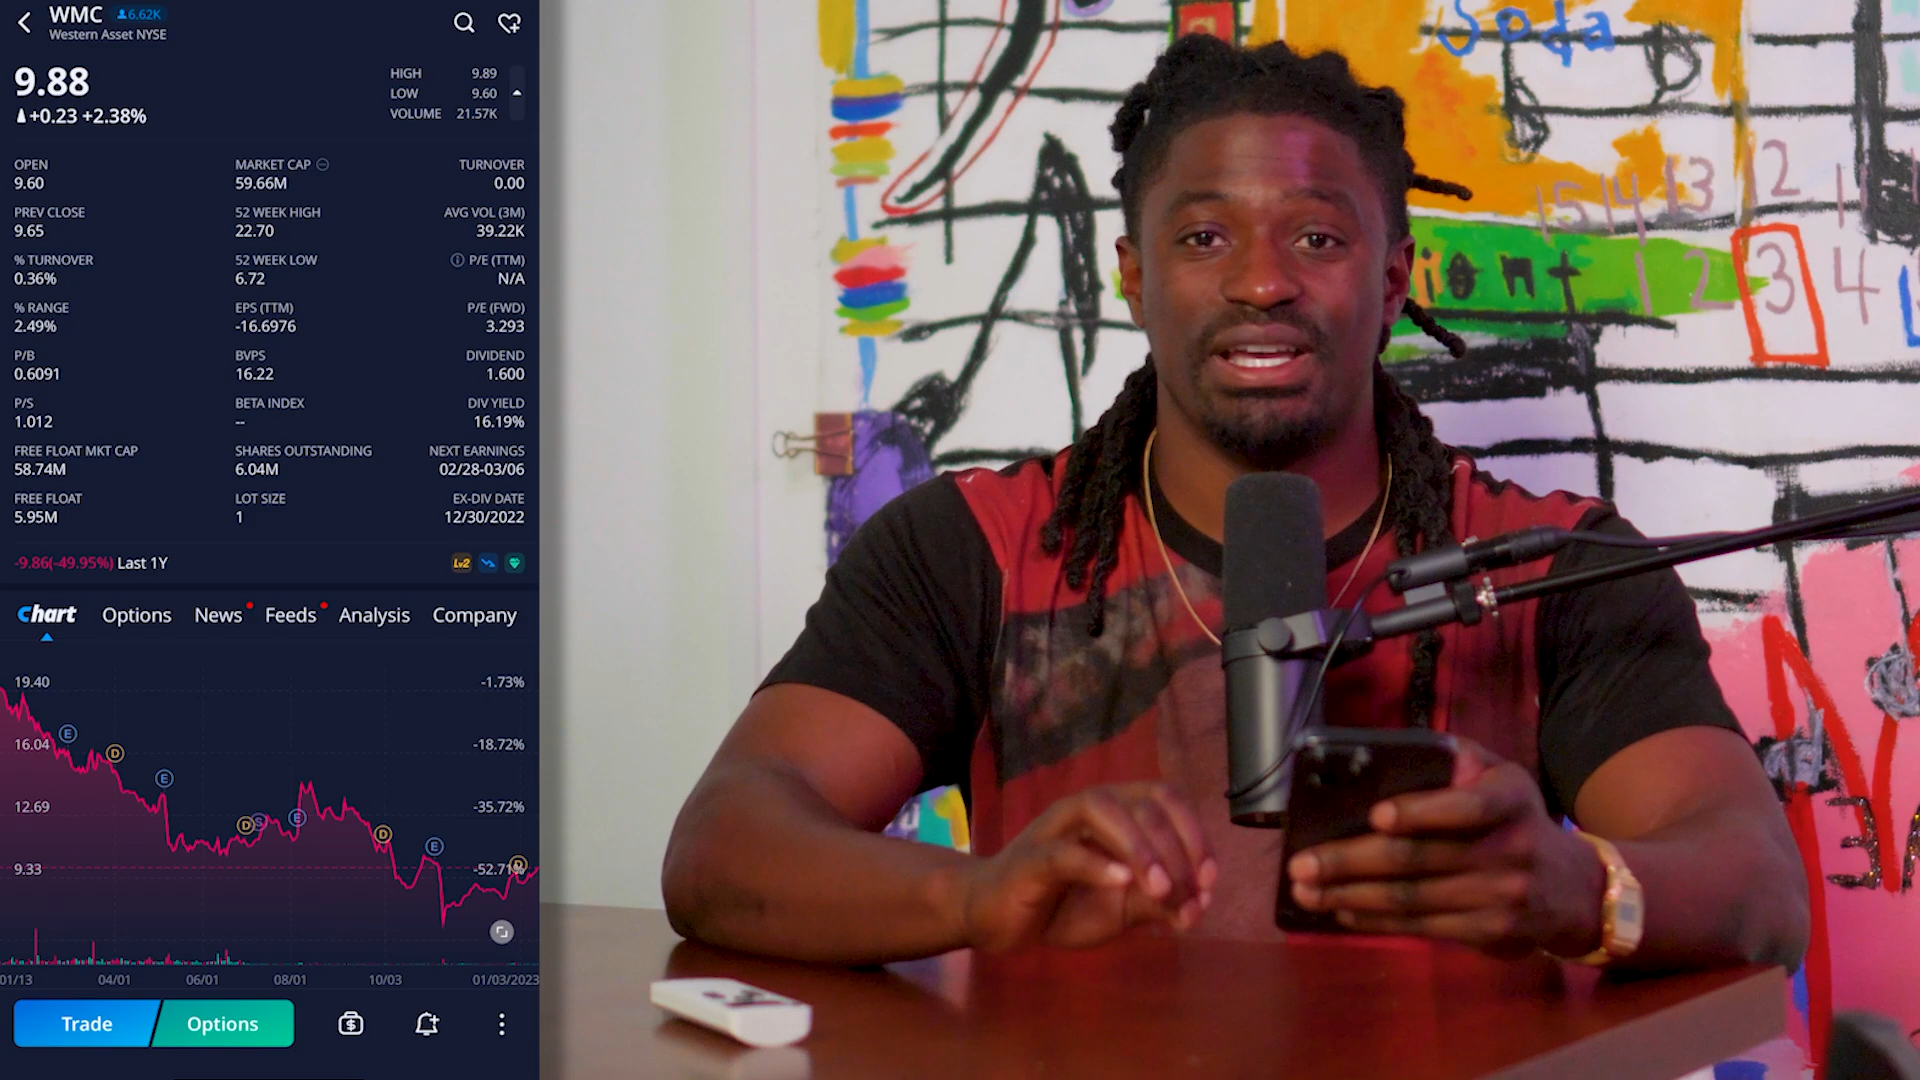 WMC 6.62K
Western Asset NYSE
9.88
+0.23 +2.38%
HIGH 9.89
LOW 9.60
VOLUME 21.57K
OPEN MARKET CAP TURNOVER
9.60 59.66M 0.00
PREV CLOSE 52 WEEK HIGH AVG VOL (3M)
9.65 22.70 39.22K
% TURNOVER 52 WEEK LOW P/E (TTM)
0.36% 6.72 N/A
% RANGE EPS (TTM) P/E (FWD)
2.49% -16.6976 3.293
P/B BVPS DIVIDEND
0.6091 16.22 1.600
P/S BETA INDEX DIV YIELD
1.012 -- 16.19%
FREE FLOAT MKT CAP SHARES OUTSTANDING NEXT EARNINGS
58.74M 6.04M 02/28-03/06
FREE FLOAT LOT SIZE EX-DIV DATE
5.95M 1 12/30/2022
-9.86(-49.95%) Last 1Y
Lv2
Chart Options News Feeds Analysis Company
19.40 -1.73%
E
16.04 -18.72%
D
E
12.69 -35.72%
D S E D
E
9.33 -52.71%
D
01/13 04/01 06/01 08/01 10/03 01/03/2023
Trade Options
Soda
15 14 13 12
1 2 3 4